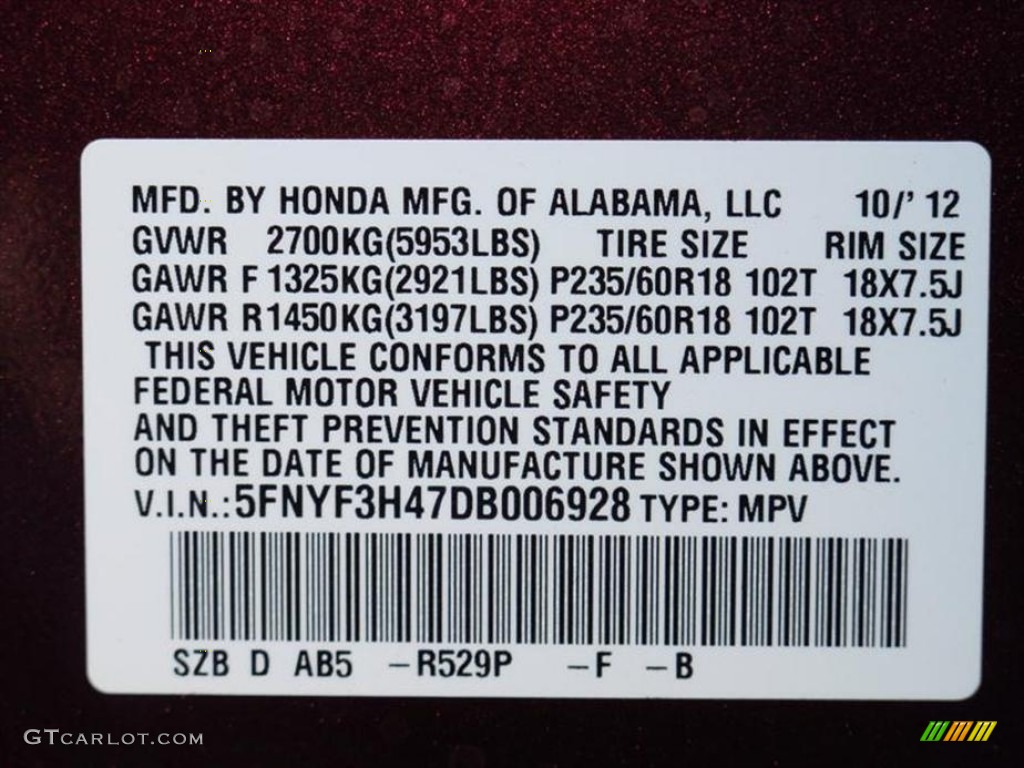 MFD. BY HONDA MFG. OF ALABAMA, LLC 10/' 12
GVWR 2700KG(5953LBS) TIRE SIZE RIM SIZE
GAWR F 1325KG(2921LBS) P235/60R18 102T 18X7.5J
GAWR R1450KG(3197LBS) P235/60R18 102T 18X7.5J
THIS VEHICLE CONFORMS TO ALL APPLICABLE
FEDERAL MOTOR VEHICLE SAFETY
AND THEFT PREVENTION STANDARDS IN EFFECT
ON THE DATE OF MANUFACTURE SHOWN ABOVE.
V.I.N.:5FNYF3H47DB006928 TYPE: MPV
SZB D AB5 -R529P -F -B
GTCARLOT.COM